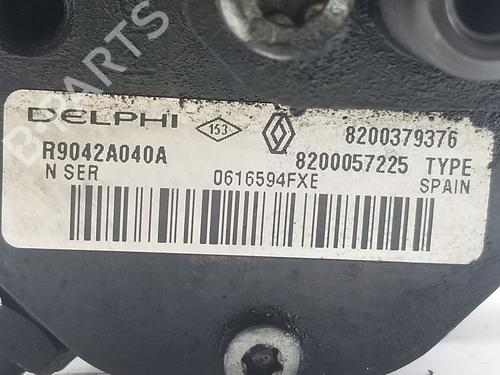 B-PARTS
DELPHI 153 8200379376
R9042A040A 8200057225 TYPE
N SER 0616594FXE SPAIN